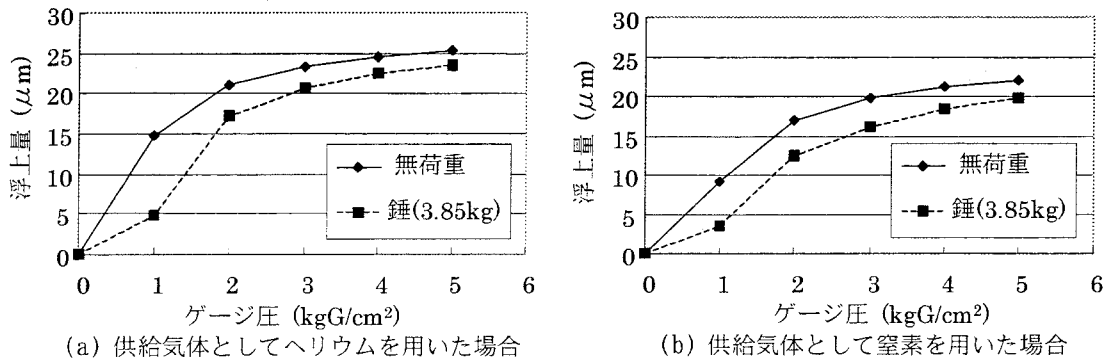 浮上量 (μm)
30
25
20
15
10
5
0
無荷重
錘(3.85kg)
0 1 2 3 4 5 6
ゲージ圧 (kgG/cm²)
(a) 供給気体としてヘリウムを用いた場合
浮上量 (μm)
30
25
20
15
10
5
0
無荷重
錘(3.85kg)
0 1 2 3 4 5 6
ゲージ圧 (kgG/cm²)
(b) 供給気体として窒素を用いた場合